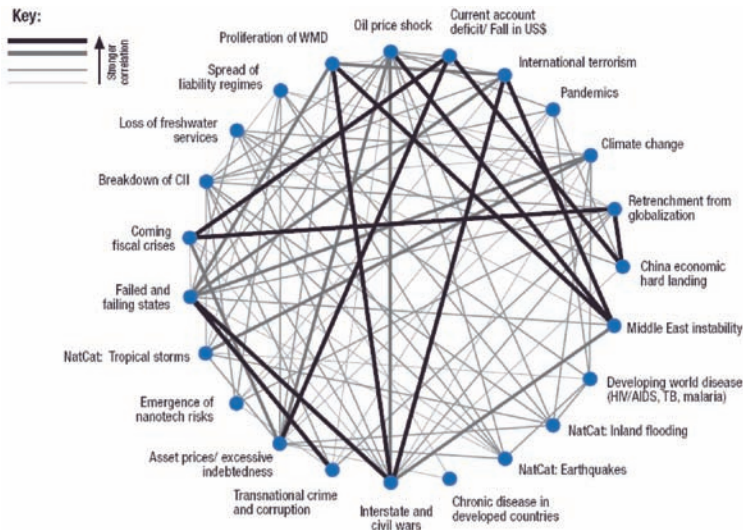 Key:
Stronger
correlation
Oil price shock
Current account
deficit/ Fall in US$
Proliferation of WMD
International terrorism
Spread of
liability regimes
Pandemics
Loss of freshwater
services
Climate change
Breakdown of CII
Retrenchment from
globalization
Coming
fiscal crises
China economic
hard landing
Failed and
failing states
Middle East instability
NatCat: Tropical storms
Developing world disease
(HIV/AIDS, TB, malaria)
Emergence of
nanotech risks
NatCat: Inland flooding
Asset prices/ excessive
indebtedness
NatCat: Earthquakes
Transnational crime
and corruption
Interstate and
civil wars
Chronic disease in
developed countries